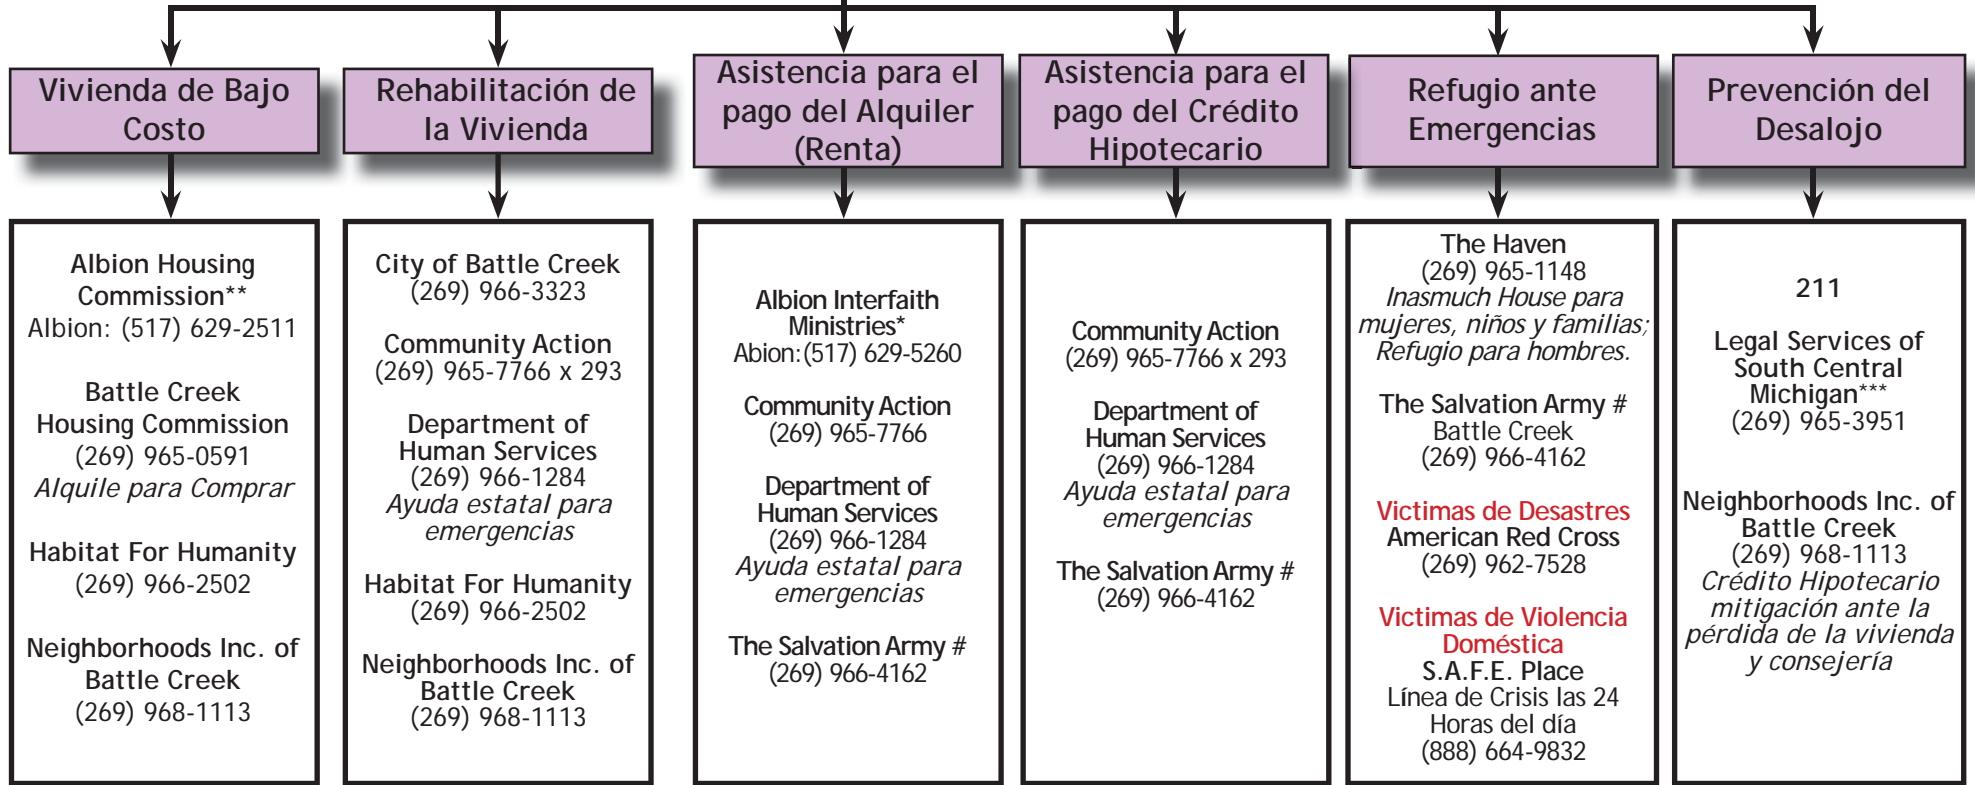 Vivienda de Bajo
Costo
Albion Housing
Commission**
Albion: (517) 629-2511
Battle Creek
Housing Commission
(269) 965-0591
Alquile para Comprar
Habitat For Humanity
(269) 966-2502
Neighborhoods Inc. of
Battle Creek
(269) 968-1113
Rehabilitación de
la Vivienda
City of Battle Creek
(269) 966-3323
Community Action
(269) 965-7766 x 293
Department of
Human Services
(269) 966-1284
Ayuda estatal para
emergencias
Habitat For Humanity
(269) 966-2502
Neighborhoods Inc. of
Battle Creek
(269) 968-1113
Asistencia para el
pago del Alquiler
(Renta)
Albion Interfaith
Ministries*
Abion:(517) 629-5260
Community Action
(269) 965-7766
Department of
Human Services
(269) 966-1284
Ayuda estatal para
emergencias
The Salvation Army #
(269) 966-4162
Asistencia para el
pago del Crédito
Hipotecario
Community Action
(269) 965-7766 x 293
Department of
Human Services
(269) 966-1284
Ayuda estatal para
emergencias
The Salvation Army #
(269) 966-4162
Refugio ante
Emergencias
The Haven
(269) 965-1148
Inasmuch House para
mujeres, niños y familias;
Refugio para hombres.
The Salvation Army #
Battle Creek
(269) 966-4162
Victimas de Desastres
American Red Cross
(269) 962-7528
Victimas de Violencia
Doméstica
S.A.F.E. Place
Línea de Crisis las 24
Horas del día
(888) 664-9832
Prevención del
Desalojo
211
Legal Services of
South Central
Michigan***
(269) 965-3951
Neighborhoods Inc. of
Battle Creek
(269) 968-1113
Crédito Hipotecario
mitigación ante la
pérdida de la vivienda
y consejería